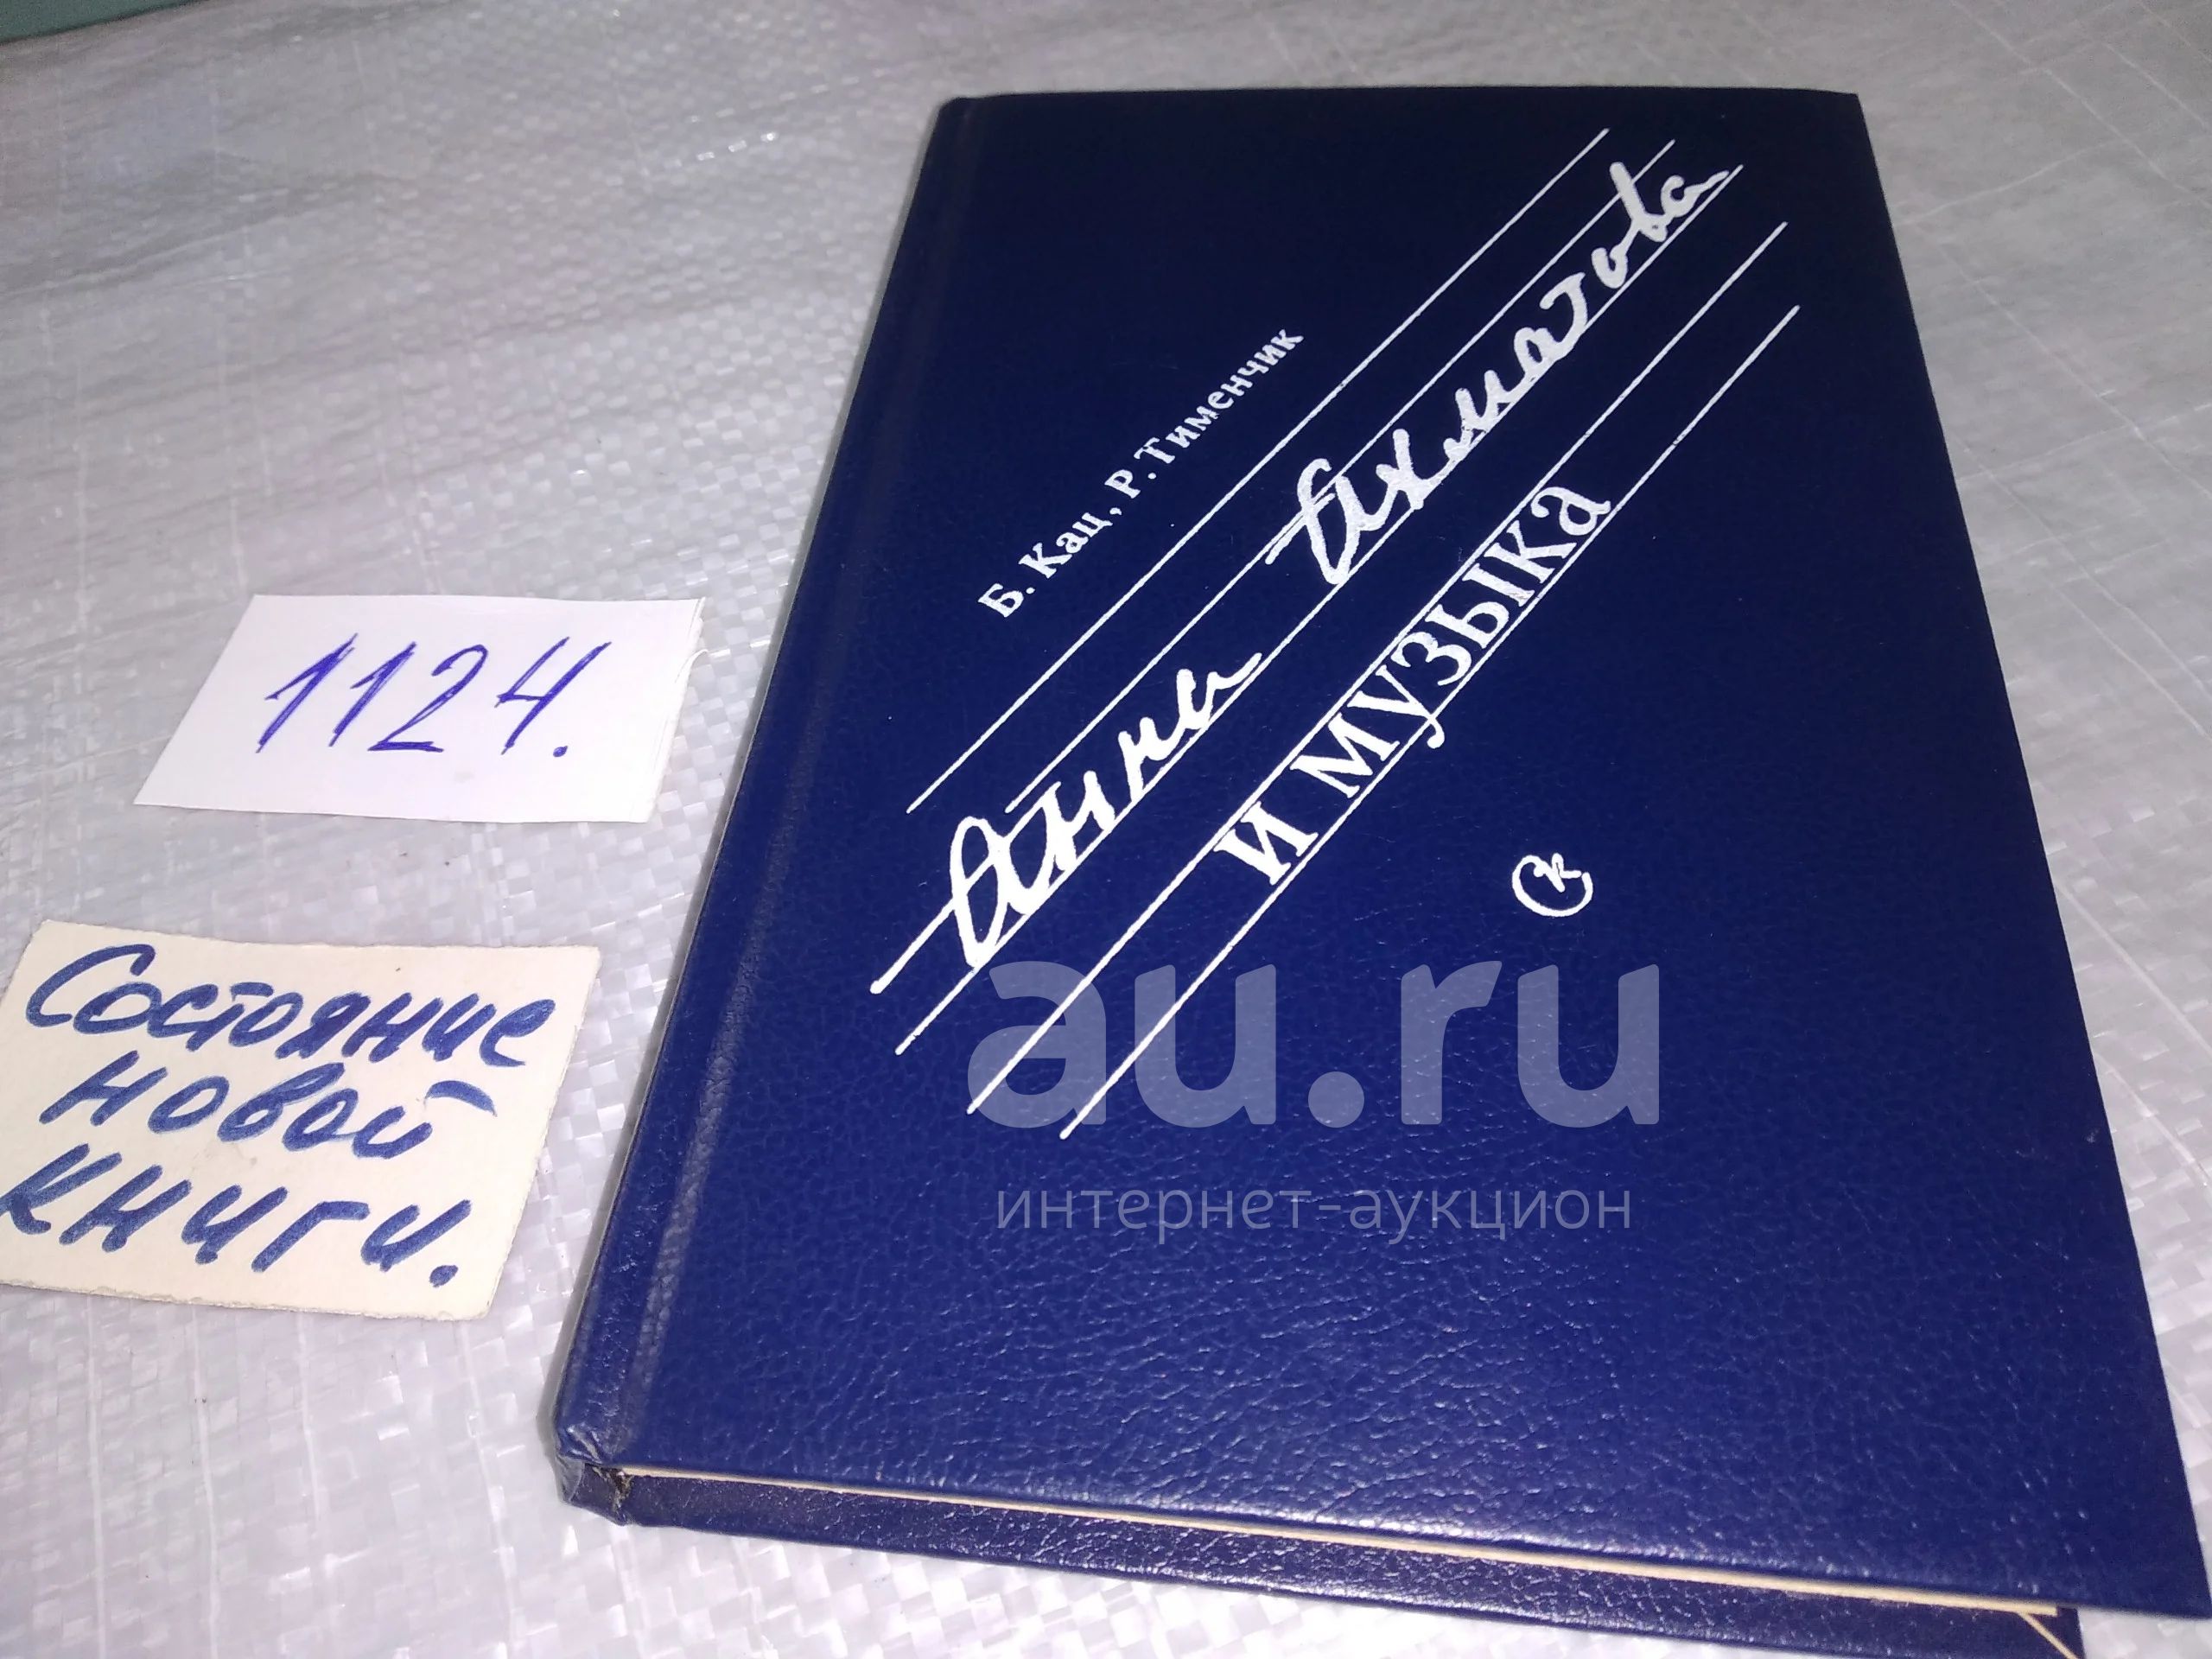 Б. Кац, Р. Тименчик
Анна Ахматова
И МУЗЫКА
к
1124.
Состояние
новой
книги.
au.ru
интернет-аукцион